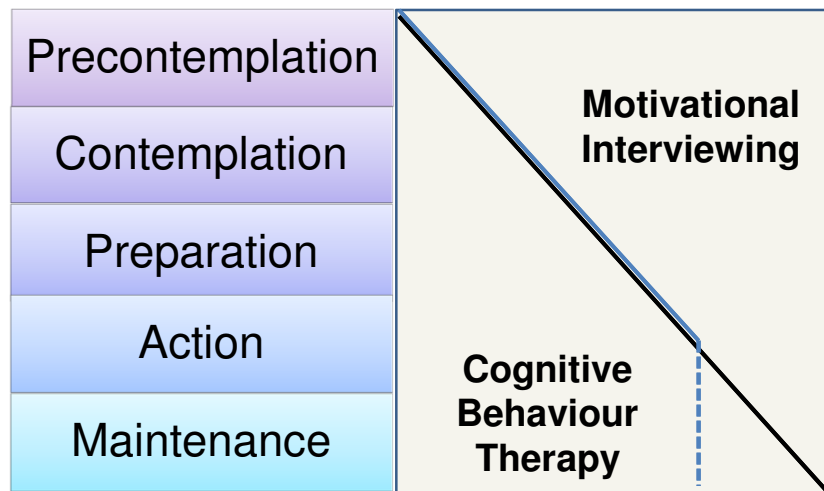 Precontemplation
Contemplation
Preparation
Action
Maintenance
Motivational
Interviewing
Cognitive
Behaviour
Therapy